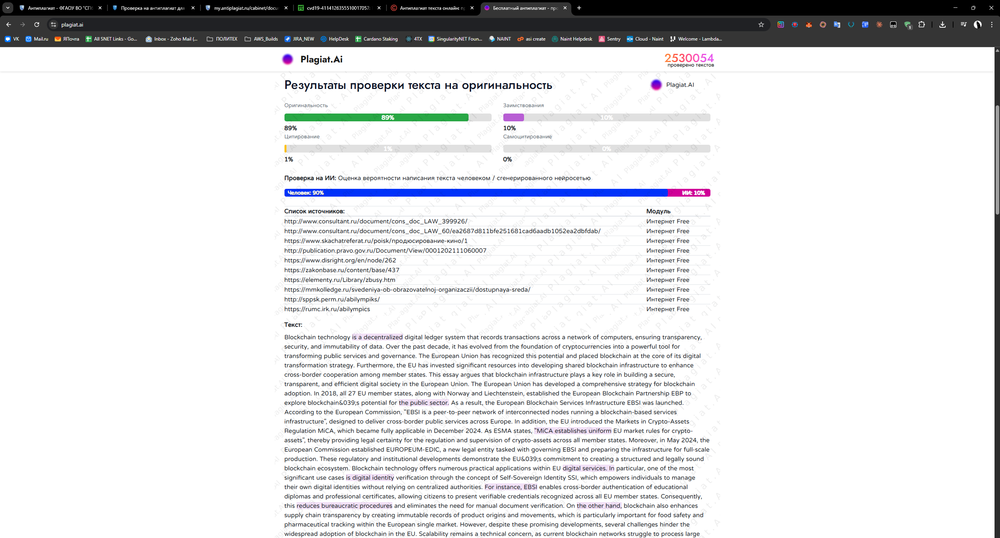 Антиплагиат - ФГАОУ ВО "СПб
Проверка на антиплагиат для
my.antiplagiat.ru/cabinet/docu
cvd19-4114126355510017057:
Антиплагиат текста онлайн: пр
Бесплатный антиплагиат - про
plagiat.ai
1
VK
Mail.ru
ЯПочта
All SNET Links - Go...
Inbox - Zoho Mail (...
ПОЛИТЕХ
AWS_Builds
JIRA_NEW
HelpDesk
Cardano Staking
4TX
SingularityNET Foun...
NAINT
asi create
Naint Helpdesk
Sentry
Cloud - Naint
Welcome - Lambda...
Plagiat.Ai
2530054
проверено текстов
Результаты проверки текста на оригинальность
Plagiat.AI
Оригинальность
89%
89%
Заимствования
10%
10%
Цитирование
1%
1%
Самоцитирование
0%
0%
Проверка на ИИ: Оценка вероятности написания текста человеком / сгенерированного нейросетью
Человек: 90%
ИИ: 10%
Список источников: Модуль
http://www.consultant.ru/document/cons_doc_LAW_399926/ Интернет Free
http://www.consultant.ru/document/cons_doc_LAW_60/ea2687d811bfe251681cad6aadb1052ea2dbfdab/ Интернет Free
https://www.skachatreferat.ru/poisk/продюсирование-кино/1 Интернет Free
http://publication.pravo.gov.ru/Document/View/0001202111060007 Интернет Free
https://www.disright.org/en/node/262 Интернет Free
https://zakonbase.ru/content/base/437 Интернет Free
https://elementy.ru/Library/zbusy.htm Интернет Free
https://mmkolledge.ru/svedeniya-ob-obrazovatelnoj-organizaczii/dostupnaya-sreda/ Интернет Free
http://sppsk.perm.ru/abilympiks/ Интернет Free
https://rumc.irk.ru/abilympics Интернет Free
Текст:
Blockchain technology is a decentralized digital ledger system that records transactions across a network of computers, ensuring transparency,
security, and immutability of data. Over the past decade, it has evolved from the foundation of cryptocurrencies into a powerful tool for
transforming public services and governance. The European Union has recognized this potential and placed blockchain at the core of its digital
transformation strategy. Furthermore, the EU has invested significant resources into developing shared blockchain infrastructure to enhance
cross-border cooperation among member states. This essay argues that blockchain infrastructure plays a key role in building a secure,
transparent, and efficient digital society in the European Union. The European Union has developed a comprehensive strategy for blockchain
adoption. In 2018, all 27 EU member states, along with Norway and Liechtenstein, established the European Blockchain Partnership EBP to
explore blockchain&039;s potential for the public sector. As a result, the European Blockchain Services Infrastructure EBSI was launched.
According to the European Commission, "EBSI is a peer-to-peer network of interconnected nodes running a blockchain-based services
infrastructure", designed to deliver cross-border public services across Europe. In addition, the EU introduced the Markets in Crypto-Assets
Regulation MiCA, which became fully applicable in December 2024. As ESMA states, "MiCA establishes uniform EU market rules for crypto-
assets", thereby providing legal certainty for the regulation and supervision of crypto-assets across all member states. Moreover, in May 2024, the
European Commission established EUROPEUM-EDIC, a new legal entity tasked with governing EBSI and preparing the infrastructure for full-scale
production. These regulatory and institutional developments demonstrate the EU&039;s commitment to creating a structured and legally sound
blockchain ecosystem. Blockchain technology offers numerous practical applications within EU digital services. In particular, one of the most
significant use cases is digital identity verification through the concept of Self-Sovereign Identity SSI, which empowers individuals to manage
their own digital identities without relying on centralized authorities. For instance, EBSI enables cross-border authentication of educational
diplomas and professional certificates, allowing citizens to present verifiable credentials recognized across all EU member states. Consequently,
this reduces bureaucratic procedures and eliminates the need for manual document verification. On the other hand, blockchain also enhances
supply chain transparency by creating immutable records of product origins and movements, which is particularly important for food safety and
pharmaceutical tracking within the European single market. However, despite these promising developments, several challenges hinder the
widespread adoption of blockchain in the EU. Scalability remains a technical concern, as current blockchain networks struggle to process large